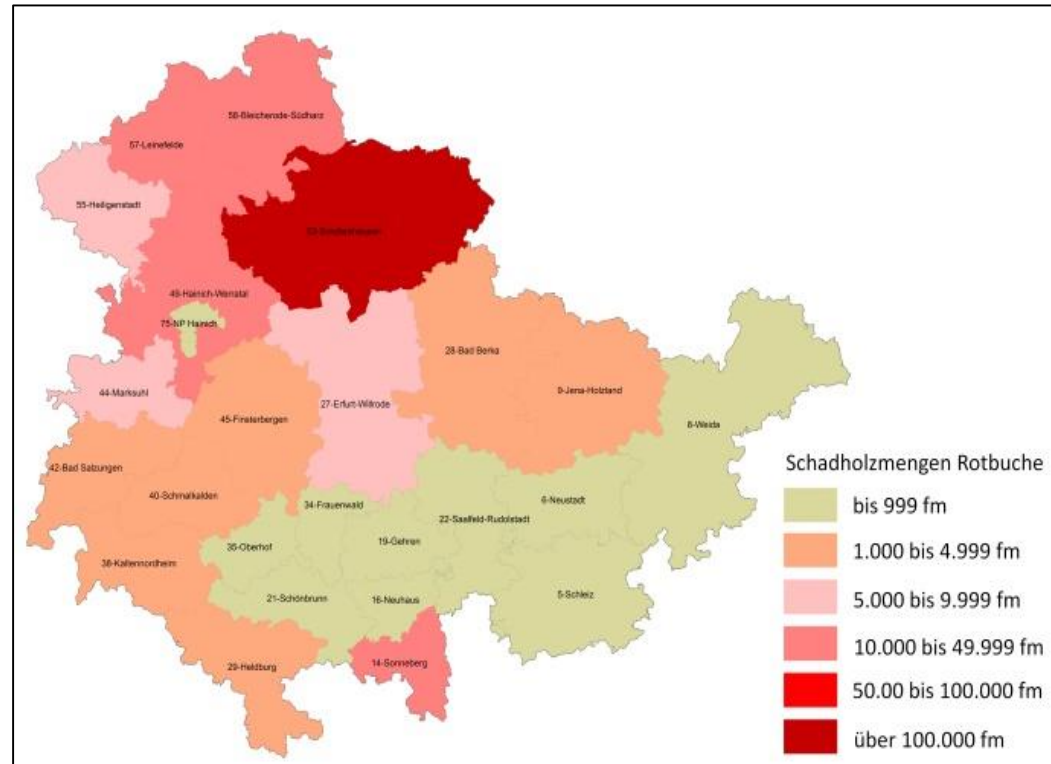 58-Bleicherode-Südharz
57-Leinefelde
55-Heiligenstadt
53-Sondershausen
48-Hainich-Werratal
75-NP Hainich
28-Bad Berka
44-Marksuhl
9-Jena-Holzland
27-Erfurt-Willrode
45-Finsterbergen
8-Weida
42-Bad Salzungen
40-Schmalkalden
34-Frauenwald
6-Neustadt
22-Saalfeld-Rudolstadt
35-Oberhof
19-Gehren
38-Kaltennordheim
21-Schönbrunn
16-Neuhaus
5-Schleiz
29-Heldburg
14-Sonneberg
Schadholzmengen Rotbuche
bis 999 fm
1.000 bis 4.999 fm
5.000 bis 9.999 fm
10.000 bis 49.999 fm
50.00 bis 100.000 fm
über 100.000 fm